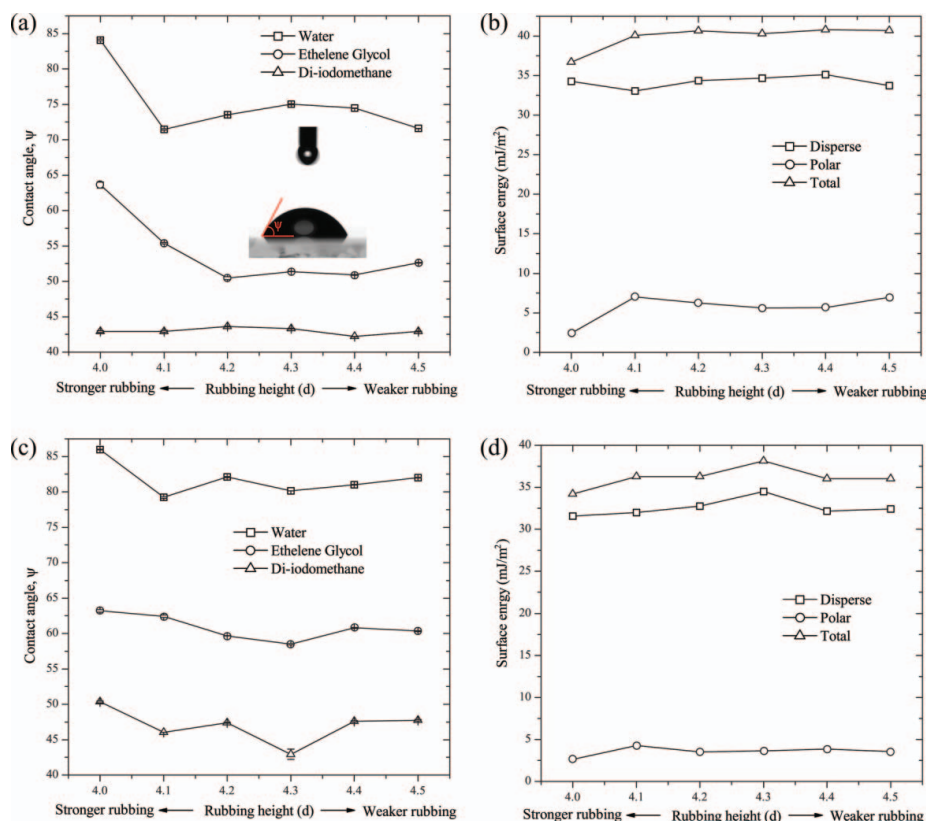 (a)
85
80
75
70
65
60
55
50
45
40
Contact angle, ψ
Water
Ethelene Glycol
Di-iodomethane
ψ
4.0 4.1 4.2 4.3 4.4 4.5
Stronger rubbing Rubbing height (d) Weaker rubbing
(b)
40
35
30
25
20
15
10
5
0
Surface enrgy (mJ/m²)
Disperse
Polar
Total
4.0 4.1 4.2 4.3 4.4 4.5
Stronger rubbing Rubbing height (d) Weaker rubbing
(c)
85
80
75
70
65
60
55
50
45
40
Contact angle, ψ
Water
Ethelene Glycol
Di-iodomethane
4.0 4.1 4.2 4.3 4.4 4.5
Stronger rubbing Rubbing height (d) Weaker rubbing
(d)
40
35
30
25
20
15
10
5
0
Surface enrgy (mJ/m²)
Disperse
Polar
Total
4.0 4.1 4.2 4.3 4.4 4.5
Stronger rubbing Rubbing height (d) Weaker rubbing